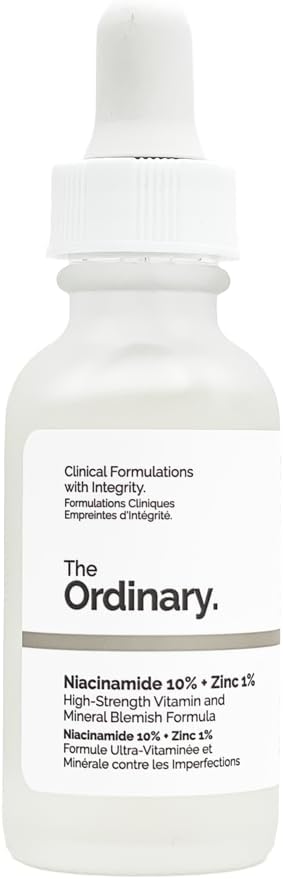 Clinical Formulations
with Integrity.
Formulations Cliniques
Empreintes d'Intégrité.
The
Ordinary.
Niacinamide 10% + Zinc 1%
High-Strength Vitamin and
Mineral Blemish Formula
Niacinamide 10% + Zinc 1%
Formule Ultra-Vitaminée et
Minérale contre les Imperfections